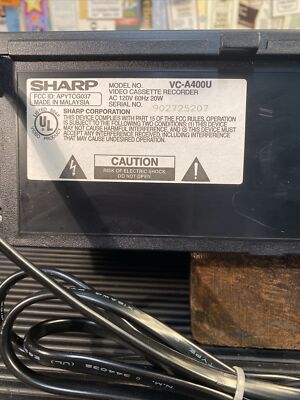 SHARP
MODEL NO. VC-A400U
VIDEO CASSETTE RECORDER
FCC ID: APYTCG037
AC 120V 60Hz 20W
MADE IN MALAYSIA
SERIAL NO. 902725207
SHARP CORPORATION
THIS DEVICE COMPLIES WITH PART 15 OF THE FCC RULES. OPERATION
IS SUBJECT TO THE FOLLOWING TWO CONDITIONS: (1) THIS DEVICE
MAY NOT CAUSE HARMFUL INTERFERENCE, AND (2) THIS DEVICE
MUST ACCEPT ANY INTERFERENCE RECEIVED, INCLUDING INTERFERENCE
THAT MAY CAUSE UNDESIRED OPERATION.
UL
CAUTION
RISK OF ELECTRIC SHOCK.
DO NOT OPEN.